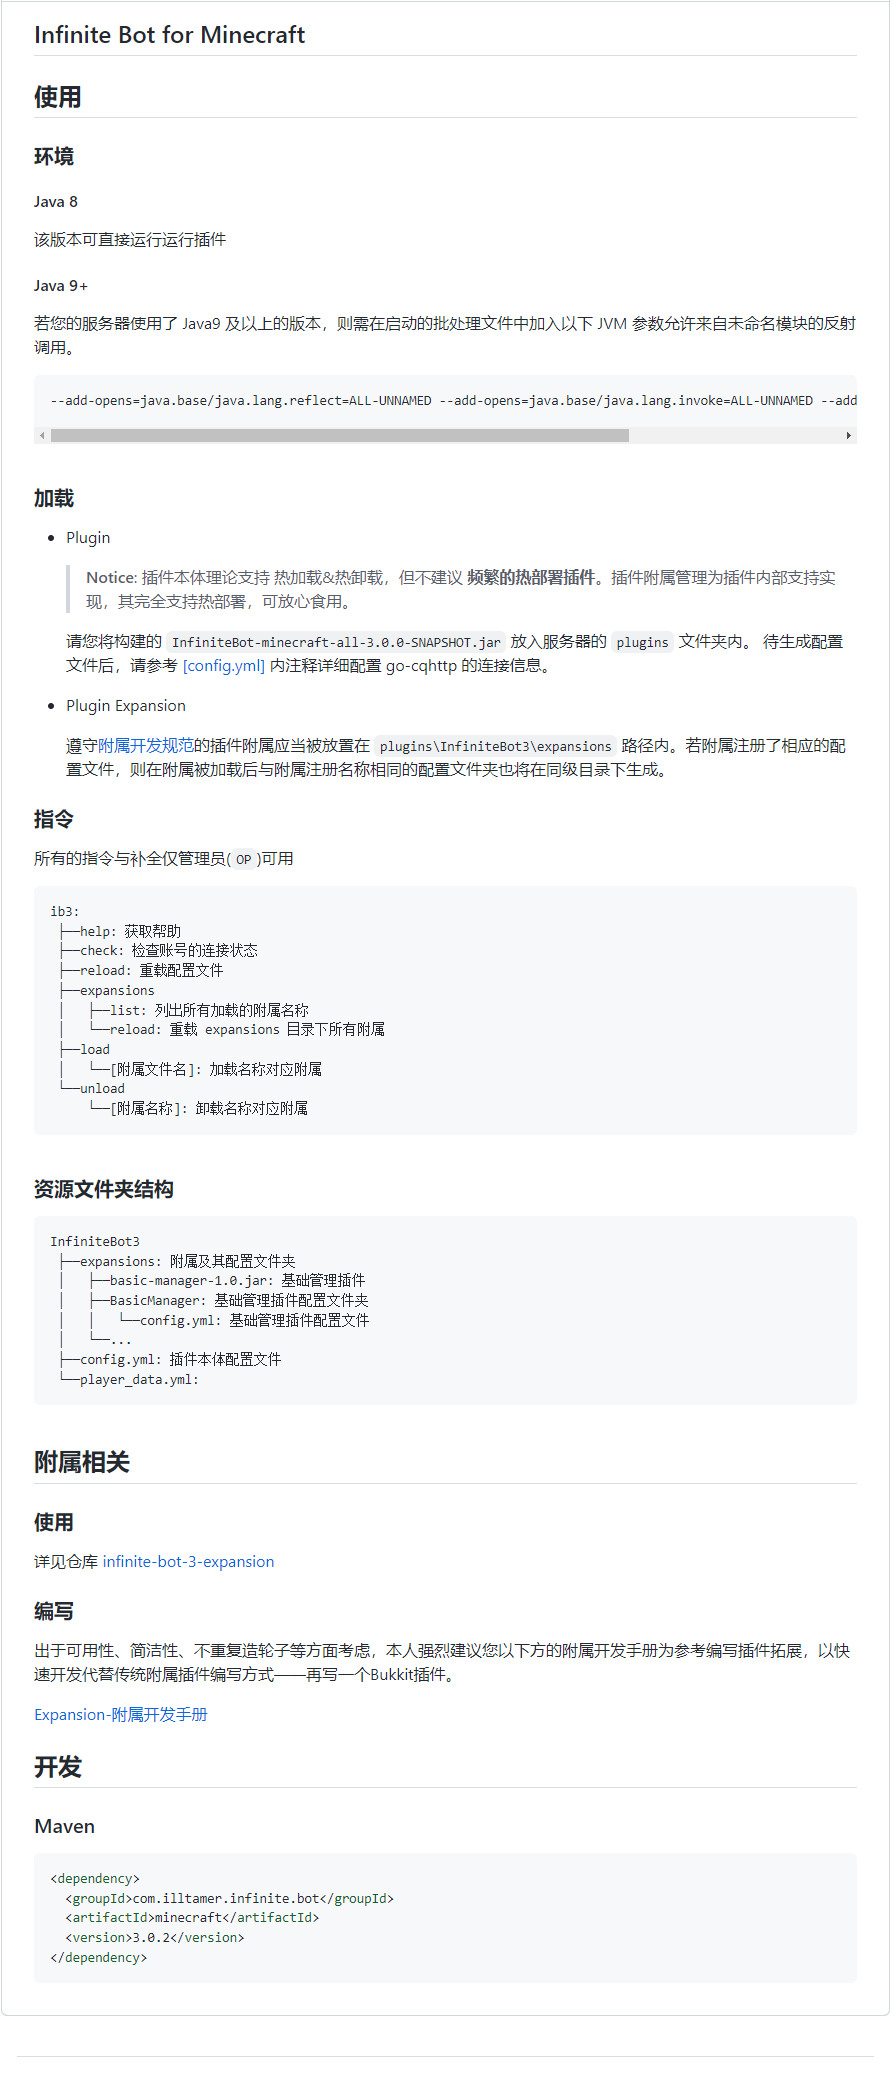 Infinite Bot for Minecraft
使用
环境
Java 8
该版本可直接运行运行插件
Java 9+
若您的服务器使用了 Java9 及以上的版本，则需在启动的批处理文件中加入以下 JVM 参数允许来自未命名模块的反射
调用。
--add-opens=java.base/java.lang.reflect=ALL-UNNAMED --add-opens=java.base/java.lang.invoke=ALL-UNNAMED --add
加载
• Plugin
Notice: 插件本体理论支持 热加载&热卸载，但不建议 频繁的热部署插件。插件附属管理为插件内部支持实
现，其完全支持热部署，可放心食用。
请您将构建的 InfiniteBot-minecraft-all-3.0.0-SNAPSHOT.jar 放入服务器的 plugins 文件夹内。 待生成配置
文件后，请参考 [config.yml] 内注释详细配置 go-cqhttp 的连接信息。
• Plugin Expansion
遵守附属开发规范的插件附属应当被放置在 plugins\InfiniteBot3\expansions 路径内。若附属注册了相应的配
置文件，则在附属被加载后与附属注册名称相同的配置文件夹也将在同级目录下生成。
指令
所有的指令与补全仅管理员(OP)可用
ib3:
 ├──help: 获取帮助
 ├──check: 检查账号的连接状态
 ├──reload: 重载配置文件
 ├──expansions
 │   ├──list: 列出所有加载的附属名称
 │   └──reload: 重载 expansions 目录下所有附属
 ├──load
 │   └──[附属文件名]: 加载名称对应附属
 └──unload
     └──[附属名称]: 卸载名称对应附属
资源文件夹结构
InfiniteBot3
 ├──expansions: 附属及其配置文件夹
 │   ├──basic-manager-1.0.jar: 基础管理插件
 │   ├──BasicManager: 基础管理插件配置文件夹
 │   │   └──config.yml: 基础管理插件配置文件
 │   └──...
 ├──config.yml: 插件本体配置文件
 └──player_data.yml:
附属相关
使用
详见仓库 infinite-bot-3-expansion
编写
出于可用性、简洁性、不重复造轮子等方面考虑，本人强烈建议您以下方的附属开发手册为参考编写插件拓展，以快
速开发代替传统附属插件编写方式——再写一个Bukkit插件。
Expansion-附属开发手册
开发
Maven
<dependency>
  <groupId>com.illtamer.infinite.bot</groupId>
  <artifactId>minecraft</artifactId>
  <version>3.0.2</version>
</dependency>